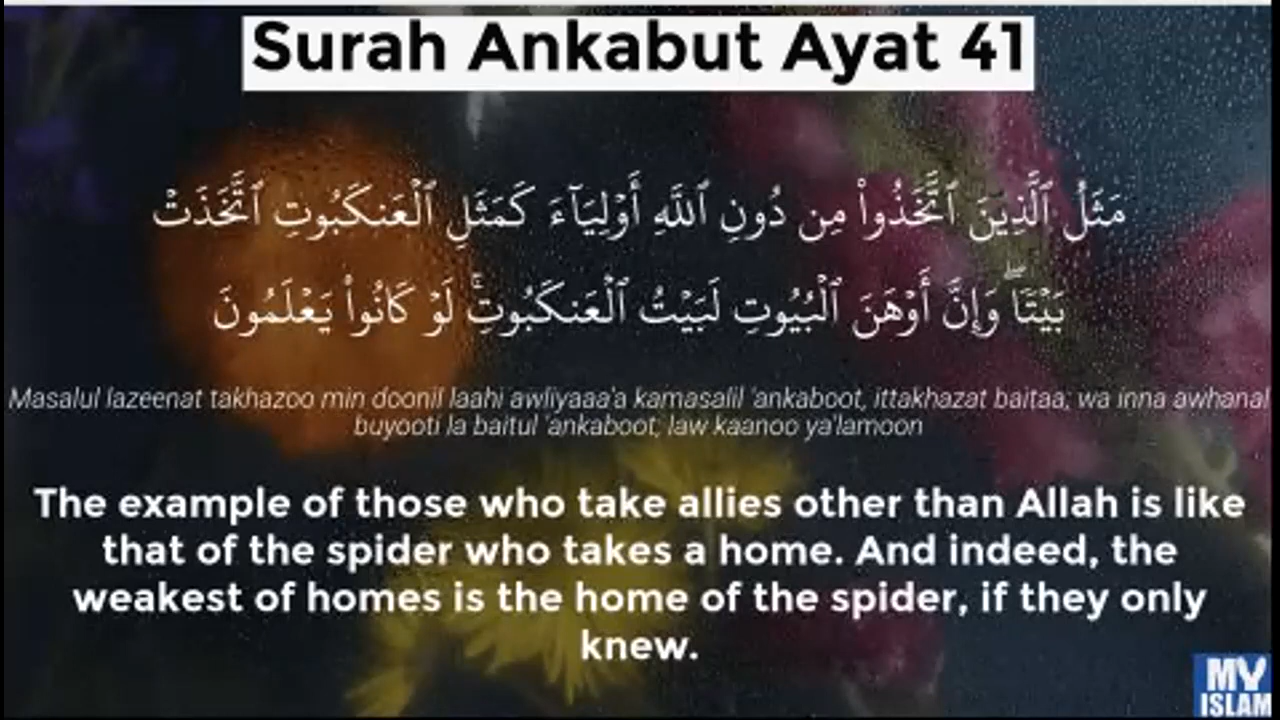 Surah Ankabut Ayat 41
مَثَلُ ٱلَّذِينَ ٱتَّخَذُوا۟ مِن دُونِ ٱللَّهِ أَوْلِيَآءَ كَمَثَلِ ٱلْعَنكَبُوتِ ٱتَّخَذَتْ
بَيْتًا ۖ وَإِنَّ أَوْهَنَ ٱلْبُيُوتِ لَبَيْتُ ٱلْعَنكَبُوتِ ۚ لَوْ كَانُوا۟ يَعْلَمُونَ
Masalul lazeenat takhazoo min doonil laahi awliyaaa'a kamasalil 'ankaboot, ittakhazat baitaa; wa inna awhanal
buyooti la baitul 'ankaboot; law kaanoo ya'lamoon
The example of those who take allies other than Allah is like
that of the spider who takes a home. And indeed, the
weakest of homes is the home of the spider, if they only
knew.
MY
ISLAM